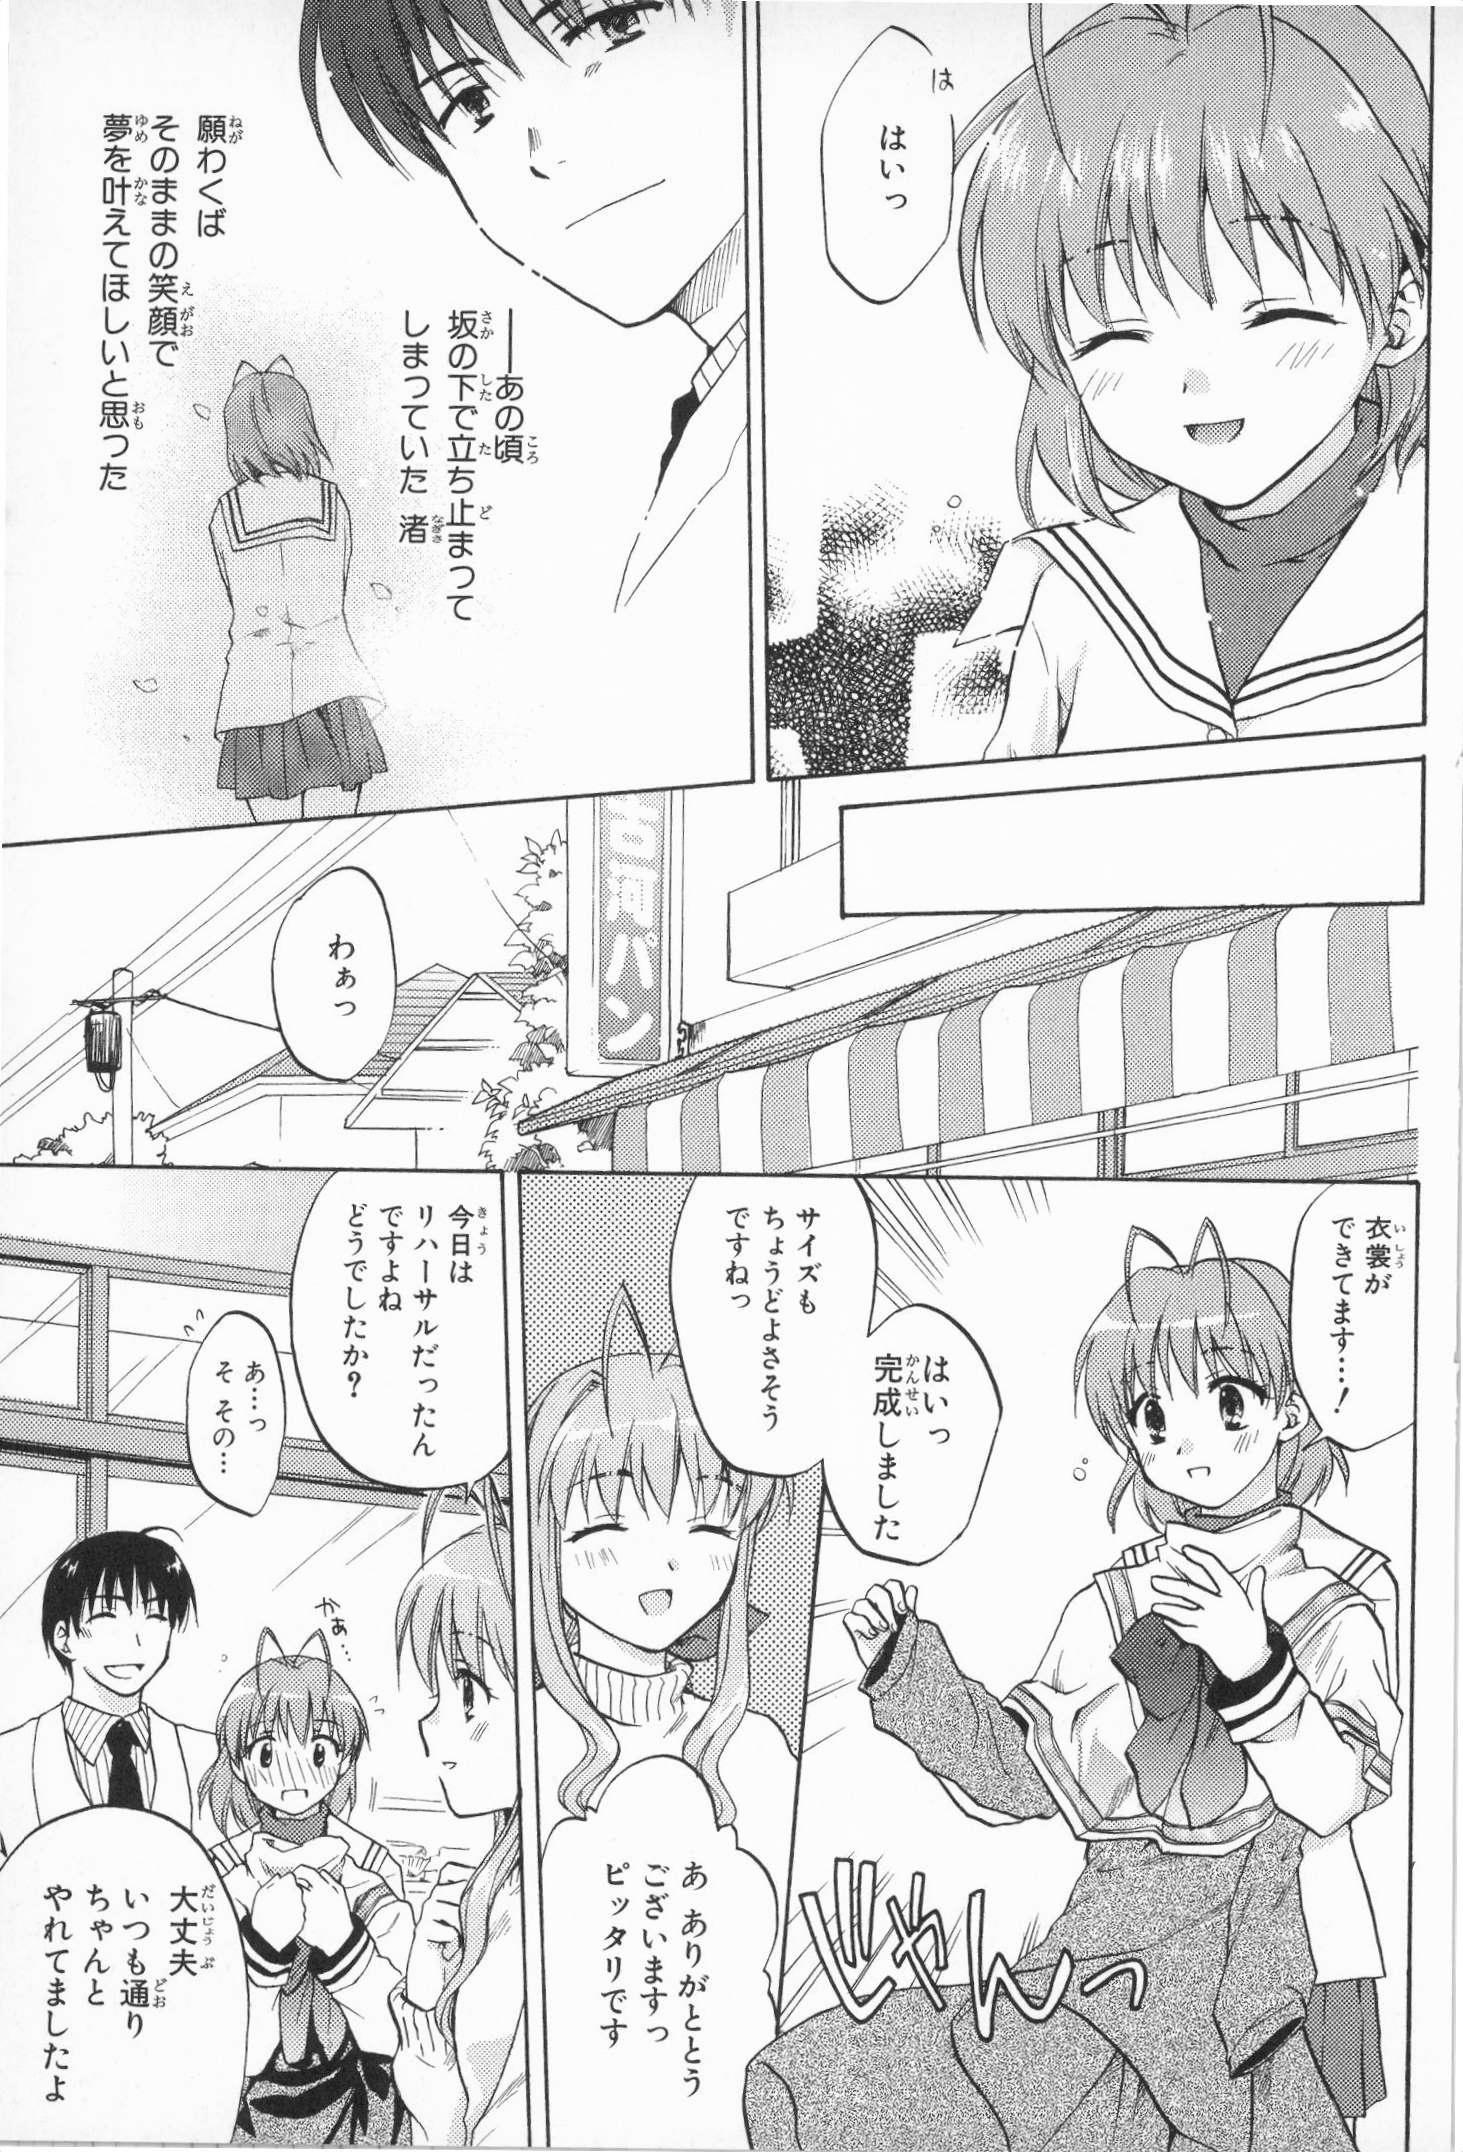 は
はいっ
――あの頃
坂の下で立ち止まって
しまっていた 渚
願わくば
そのままの笑顔で
夢を叶えてほしいと思った
古河パン
わぁっ
衣裳が
できてます…!
はいっ
完成しました
サイズも
ちょうどよさそう
ですねっ
じゃんっ
あ ありがととう
ございますっ
ピッタリです
今日は
リハーサルだったん
ですよね
どうでしたか?
あ…っ
そ その…
かぁ…
大丈夫
いつも通り
ちゃんと
やれてましたよ